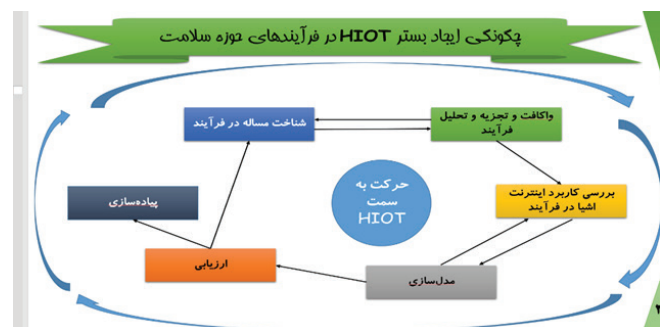 چگونگی ایجاد بستر HIOT در فرآیندهای حوزه سلامت
واکافت و تجزیه و تحلیل
فرآیند
شناخت مساله در فرآیند
حرکت به
سمت
HIOT
بررسی کاربرد اینترنت
اشیا در فرآیند
پیاده‌سازی
ارزیابی
مدل‌سازی